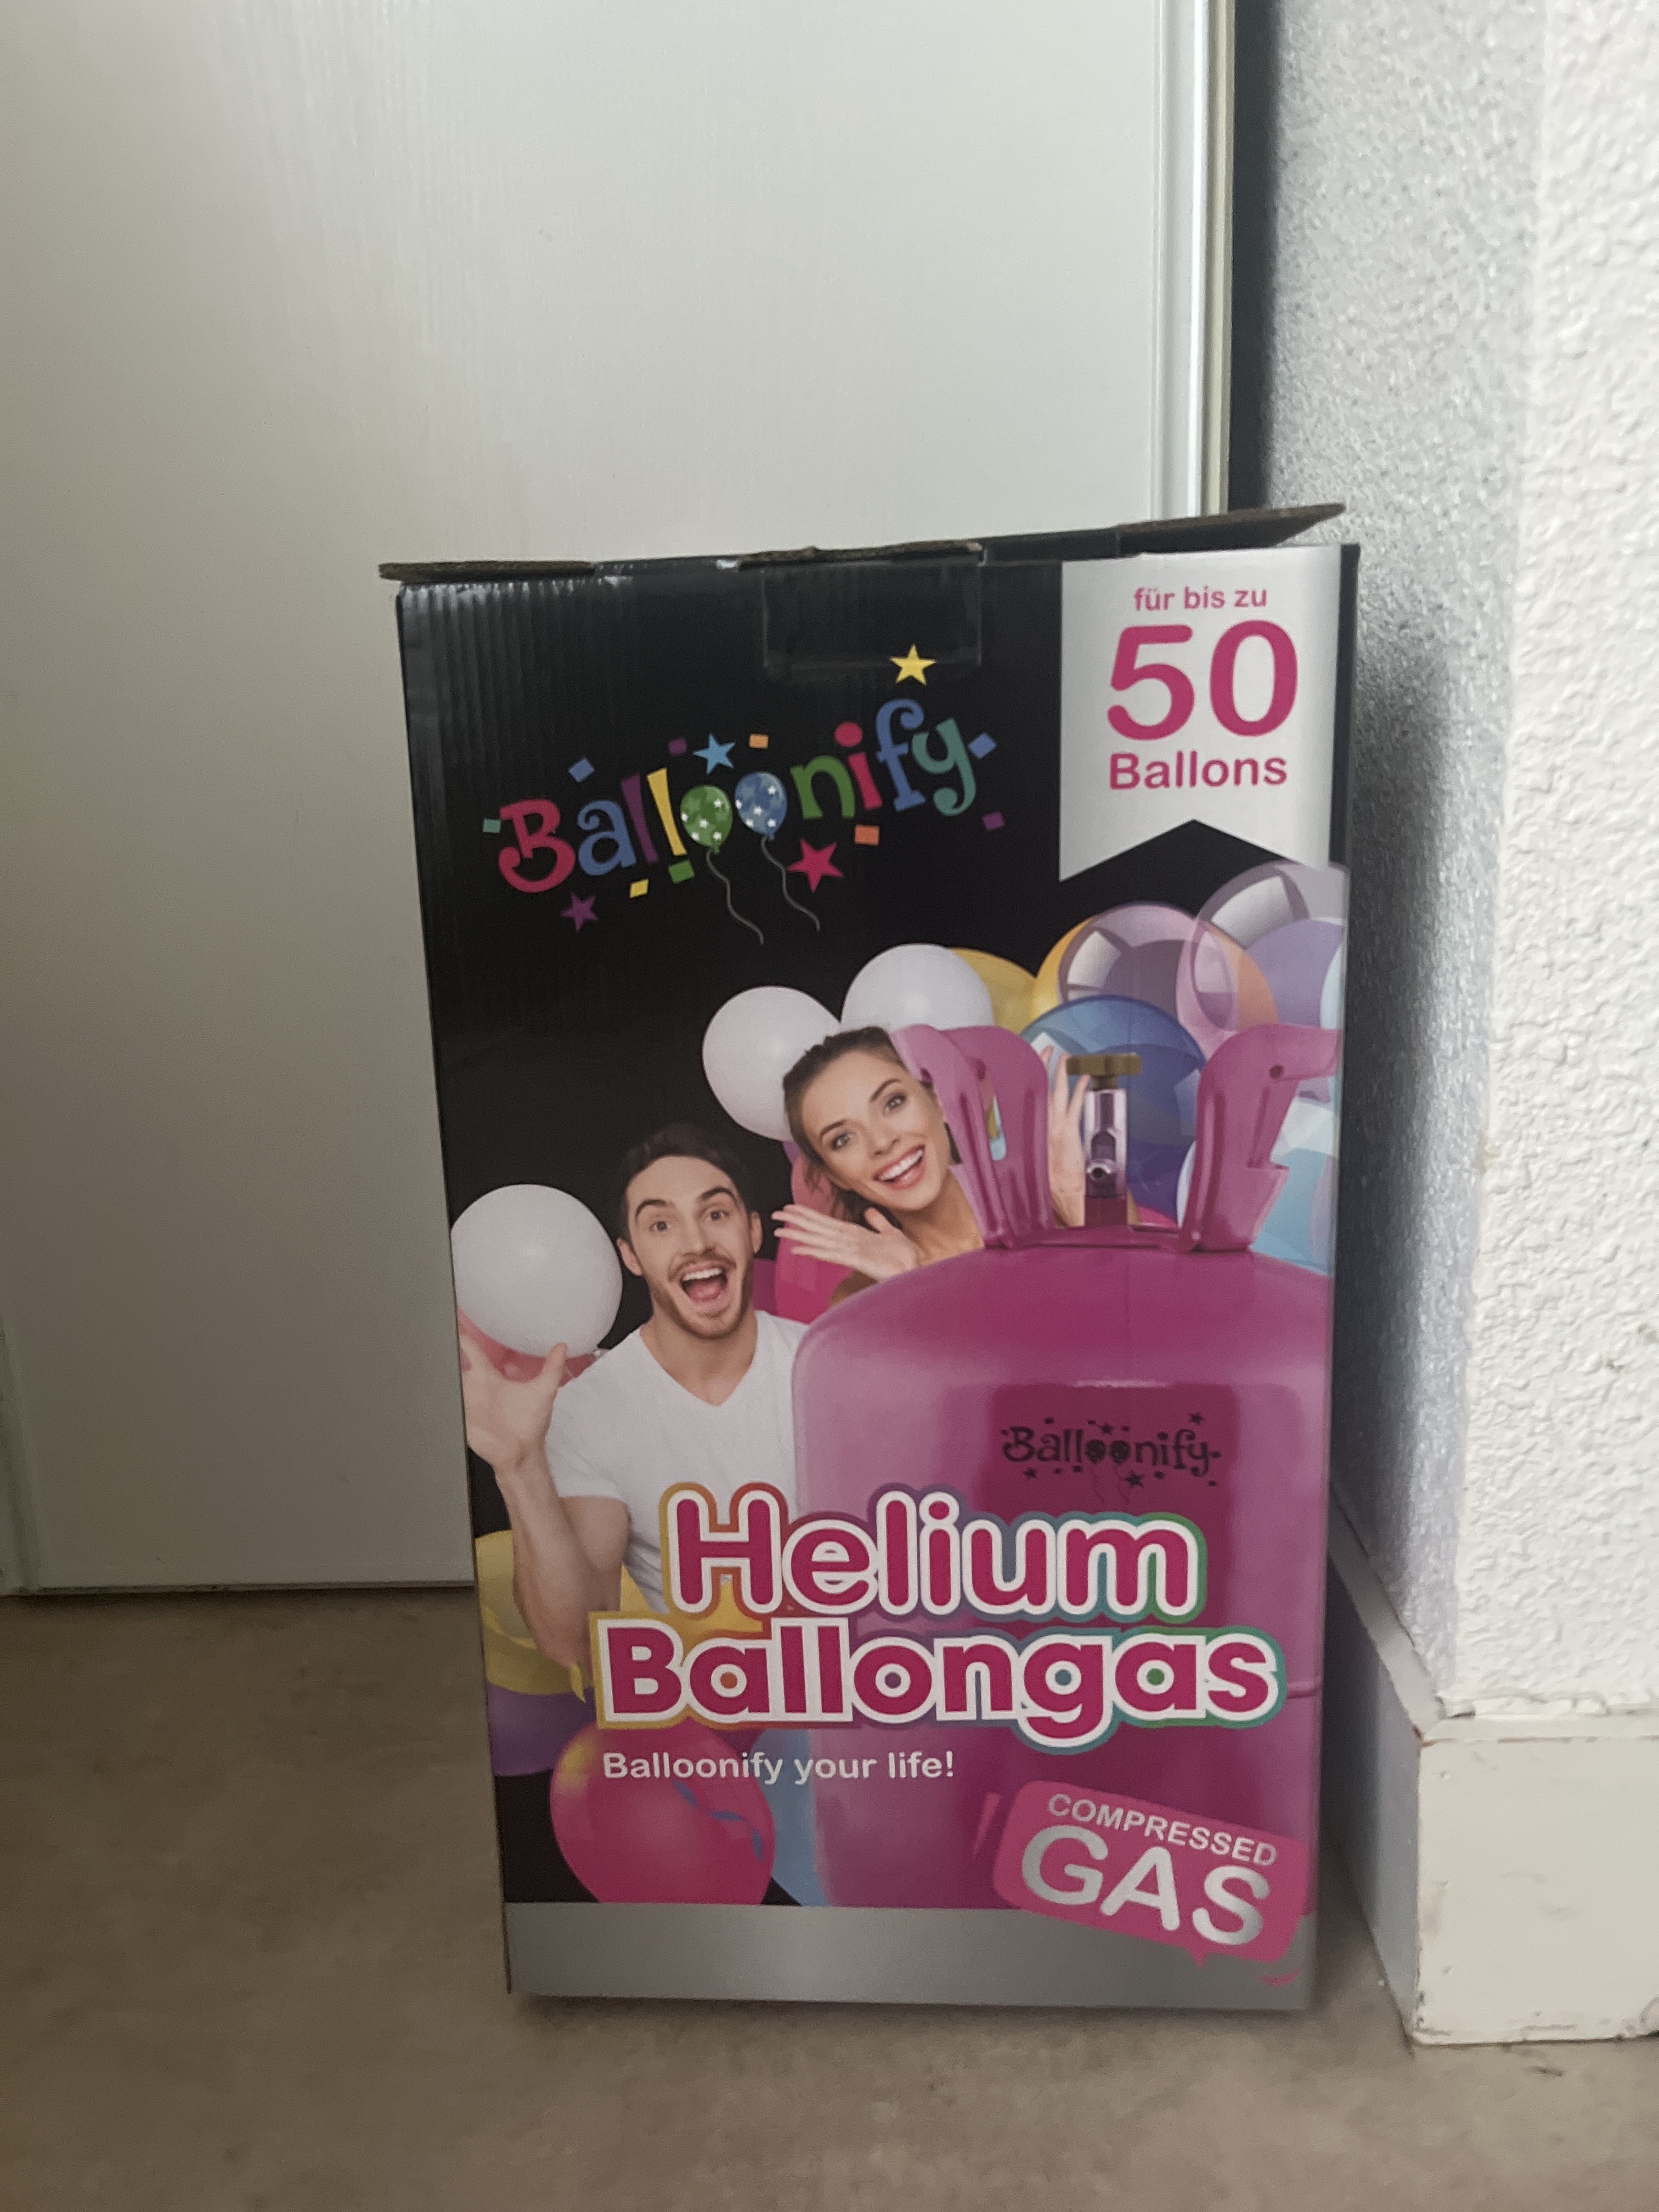 für bis zu
50
Ballons
Balloonify
Balloonify
Helium
Ballongas
Balloonify your life!
COMPRESSED
GAS